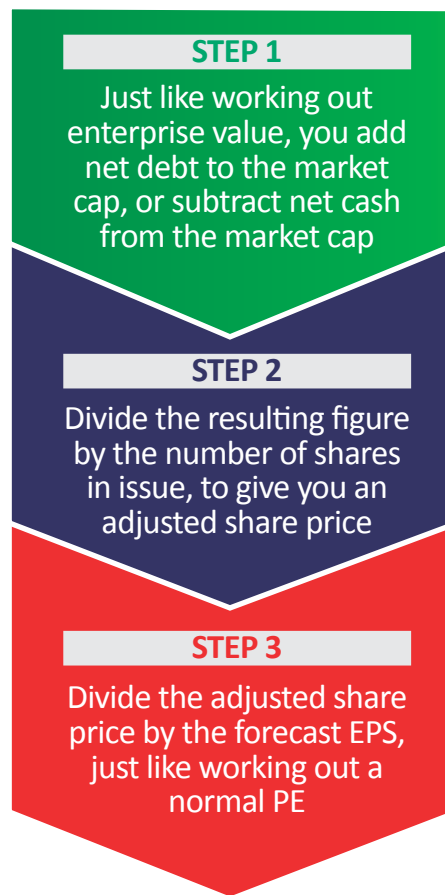 STEP 1
Just like working out
enterprise value, you add
net debt to the market
cap, or subtract net cash
from the market cap
STEP 2
Divide the resulting figure
by the number of shares
in issue, to give you an
adjusted share price
STEP 3
Divide the adjusted share
price by the forecast EPS,
just like working out a
normal PE